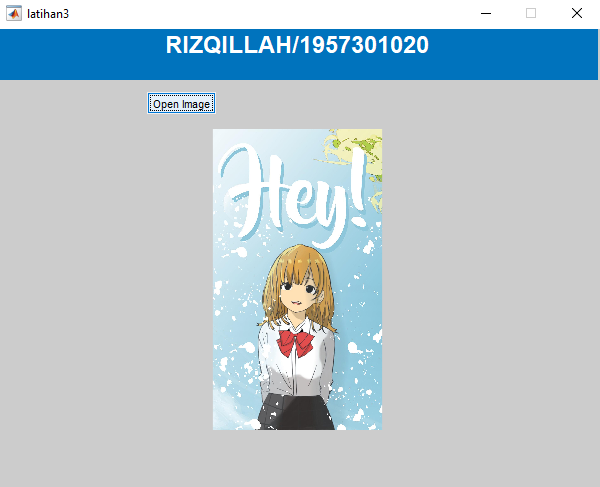 latihan3
RIZQILLAH/1957301020
Open Image
Hey!